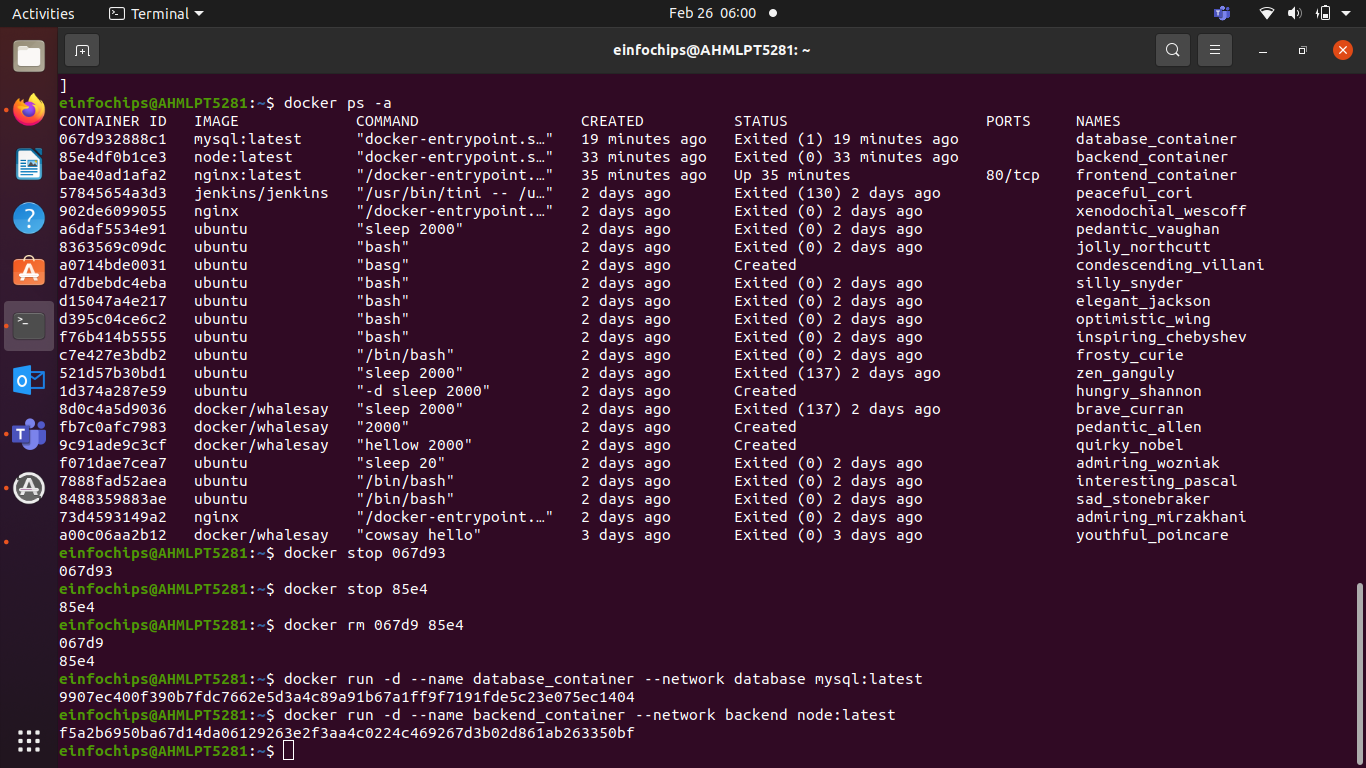 Activities
Terminal
Feb 26 06:00
einfochips@AHMLPT5281: ~
]
einfochips@AHMLPT5281:~$ docker ps -a
CONTAINER ID IMAGE COMMAND CREATED STATUS PORTS NAMES
067d932888c1 mysql:latest "docker-entrypoint.s…" 19 minutes ago Exited (1) 19 minutes ago database_container
85e4df0b1ce3 node:latest "docker-entrypoint.s…" 33 minutes ago Exited (0) 33 minutes ago backend_container
bae40ad1afa2 nginx:latest "/docker-entrypoint.…" 35 minutes ago Up 35 minutes 80/tcp frontend_container
57845654a3d3 jenkins/jenkins "/usr/bin/tini -- /u…" 2 days ago Exited (130) 2 days ago peaceful_cori
902de6099055 nginx "/docker-entrypoint.…" 2 days ago Exited (0) 2 days ago xenodochial_wescoff
a6daf5534e91 ubuntu "sleep 2000" 2 days ago Exited (0) 2 days ago pedantic_vaughan
8363569c09dc ubuntu "bash" 2 days ago Exited (0) 2 days ago jolly_northcutt
a0714bde0031 ubuntu "basg" 2 days ago Created condescending_villani
d7dbebdc4eba ubuntu "bash" 2 days ago Exited (0) 2 days ago silly_snyder
d15047a4e217 ubuntu "bash" 2 days ago Exited (0) 2 days ago elegant_jackson
d395c04ce6c2 ubuntu "bash" 2 days ago Exited (0) 2 days ago optimistic_wing
f76b414b5555 ubuntu "bash" 2 days ago Exited (0) 2 days ago inspiring_chebyshev
c7e427e3bdb2 ubuntu "/bin/bash" 2 days ago Exited (0) 2 days ago frosty_curie
521d57b30bd1 ubuntu "sleep 2000" 2 days ago Exited (137) 2 days ago zen_ganguly
1d374a287e59 ubuntu "-d sleep 2000" 2 days ago Created hungry_shannon
8d0c4a5d9036 docker/whalesay "sleep 2000" 2 days ago Exited (137) 2 days ago brave_curran
fb7c0afc7983 docker/whalesay "2000" 2 days ago Created pedantic_allen
9c91ade9c3cf docker/whalesay "hellow 2000" 2 days ago Created quirky_nobel
f071dae7cea7 ubuntu "sleep 20" 2 days ago Exited (0) 2 days ago admiring_wozniak
7888fad52aea ubuntu "/bin/bash" 2 days ago Exited (0) 2 days ago interesting_pascal
8488359883ae ubuntu "/bin/bash" 2 days ago Exited (0) 2 days ago sad_stonebraker
73d4593149a2 nginx "/docker-entrypoint.…" 2 days ago Exited (0) 2 days ago admiring_mirzakhani
a00c06aa2b12 docker/whalesay "cowsay hello" 3 days ago Exited (0) 3 days ago youthful_poincare
einfochips@AHMLPT5281:~$ docker stop 067d93
067d93
einfochips@AHMLPT5281:~$ docker stop 85e4
85e4
einfochips@AHMLPT5281:~$ docker rm 067d9 85e4
067d9
85e4
einfochips@AHMLPT5281:~$ docker run -d --name database_container --network database mysql:latest
9907ec400f390b7fdc7662e5d3a4c89a91b67a1ff9f7191fde5c23e075ec1404
einfochips@AHMLPT5281:~$ docker run -d --name backend_container --network backend node:latest
f5a2b6950ba67d14da06129263e2f3aa4c0224c469267d3b02d861ab263350bf
einfochips@AHMLPT5281:~$